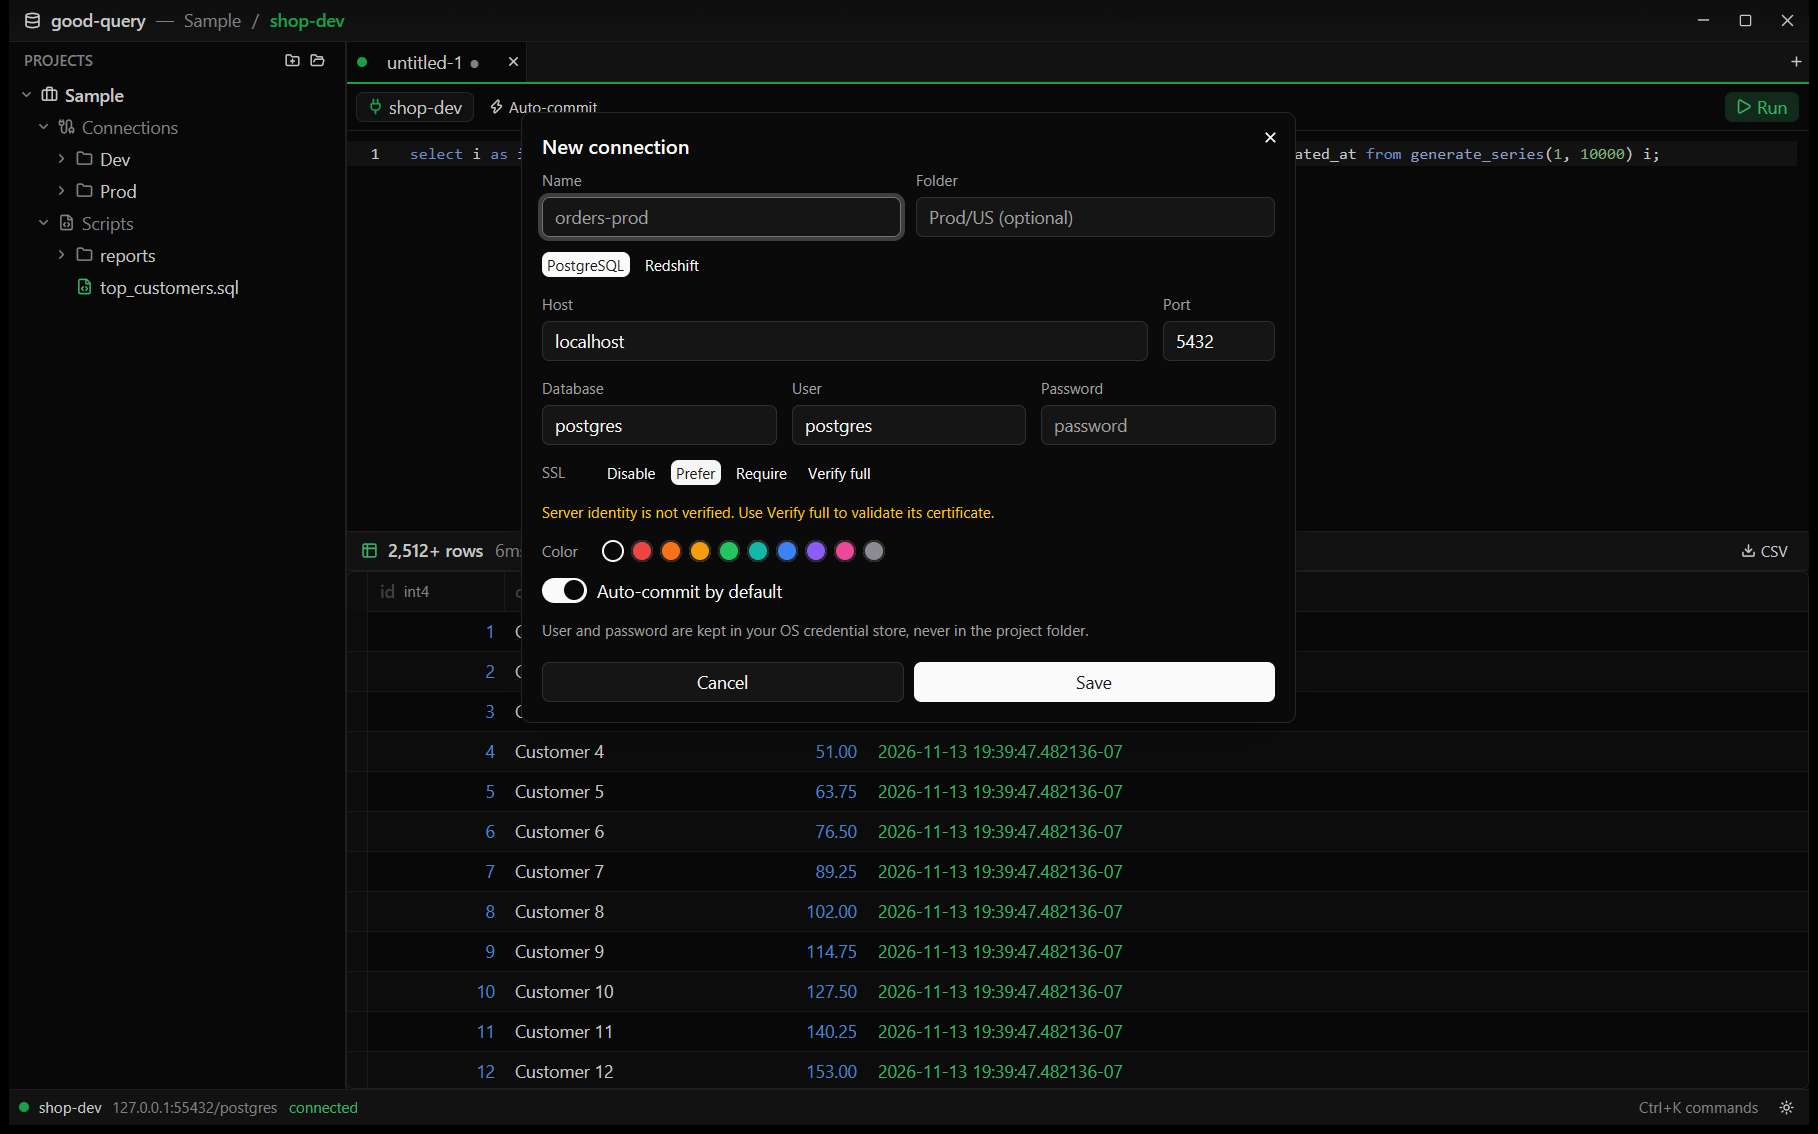 good-query — Sample / shop-dev
PROJECTS
Sample
Connections
Dev
Prod
Scripts
reports
top_customers.sql
untitled-1
shop-dev Auto-commit
Run
1 select i as
ated_at from generate_series(1, 10000) i;
New connection
Name Folder
orders-prod Prod/US (optional)
PostgreSQL Redshift
Host Port
localhost 5432
Database User Password
postgres postgres password
SSL Disable Prefer Require Verify full
Server identity is not verified. Use Verify full to validate its certificate.
Color
Auto-commit by default
User and password are kept in your OS credential store, never in the project folder.
Cancel Save
2,512+ rows 6ms
CSV
id int4
1
2
3
4 Customer 4 51.00 2026-11-13 19:39:47.482136-07
5 Customer 5 63.75 2026-11-13 19:39:47.482136-07
6 Customer 6 76.50 2026-11-13 19:39:47.482136-07
7 Customer 7 89.25 2026-11-13 19:39:47.482136-07
8 Customer 8 102.00 2026-11-13 19:39:47.482136-07
9 Customer 9 114.75 2026-11-13 19:39:47.482136-07
10 Customer 10 127.50 2026-11-13 19:39:47.482136-07
11 Customer 11 140.25 2026-11-13 19:39:47.482136-07
12 Customer 12 153.00 2026-11-13 19:39:47.482136-07
shop-dev 127.0.0.1:55432/postgres connected
Ctrl+K commands